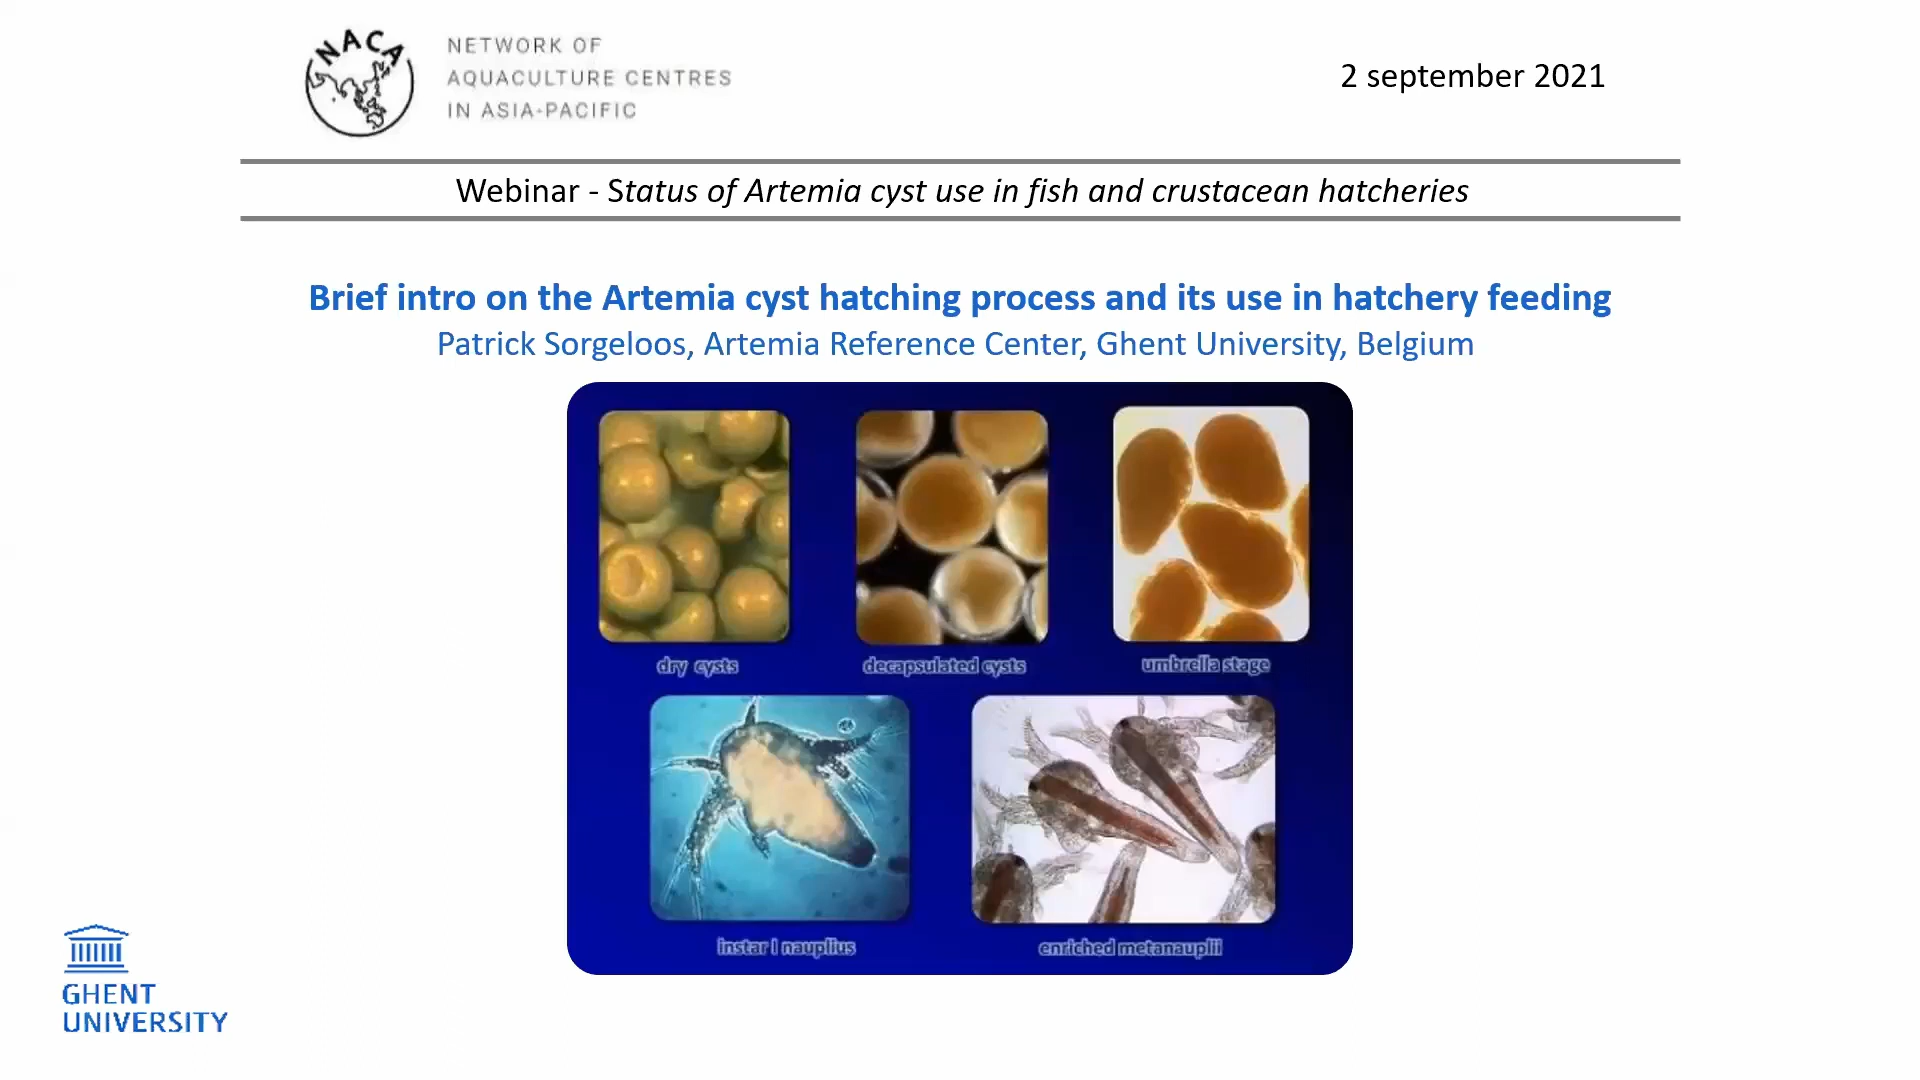 NACA
NETWORK OF
AQUACULTURE CENTRES
IN ASIA-PACIFIC
2 september 2021
Webinar - Status of Artemia cyst use in fish and crustacean hatcheries
Brief intro on the Artemia cyst hatching process and its use in hatchery feeding
Patrick Sorgeloos, Artemia Reference Center, Ghent University, Belgium
dry cysts
decapsulated cysts
umbrella stage
instar I nauplius
enriched metanauplii
GHENT
UNIVERSITY